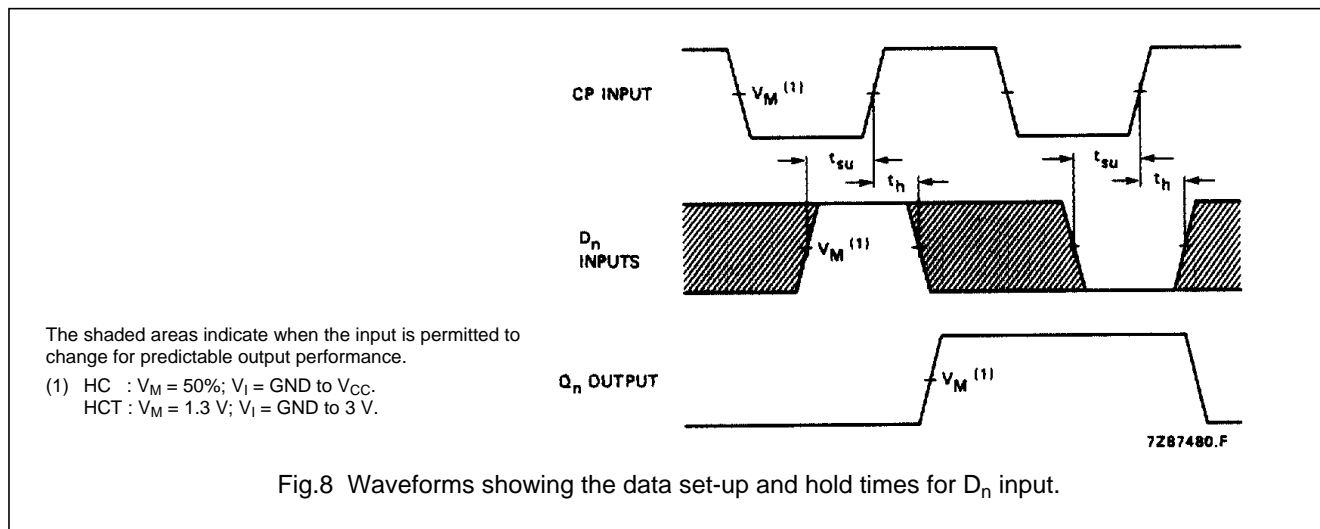 CP INPUT
V_M (1)
t_su
t_su
t_h
t_h
D_n
INPUTS
V_M (1)
The shaded areas indicate when the input is permitted to
change for predictable output performance.
(1) HC : V_M = 50%; V_I = GND to V_CC.
HCT : V_M = 1.3 V; V_I = GND to 3 V.
Q_n OUTPUT
V_M (1)
7Z87480.F
Fig.8 Waveforms showing the data set-up and hold times for D_n input.